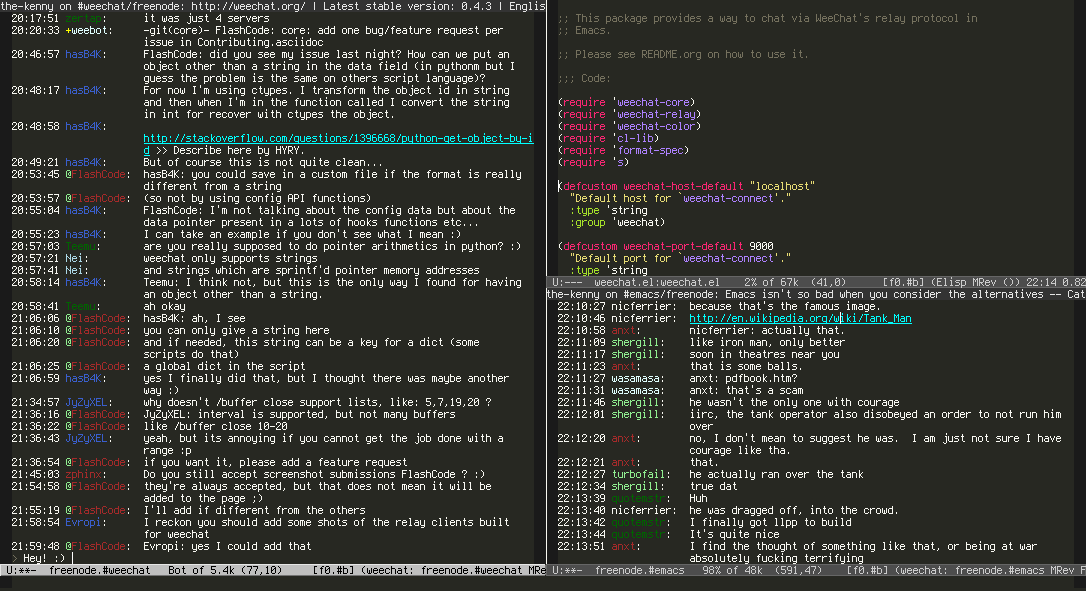 the-kenny on #weechat/freenode: http://weechat.org/ | Latest stable version: 0.4.3 | Englis
20:17:51 zertap: it was just 4 servers
20:20:33 +weebot: -git(core)- FlashCode: core: add one bug/feature request per
issue in Contributing.asciidoc
20:46:57 hasB4K: FlashCode: did you see my issue last night? How can we put an
object other than a string in the data field (in pythonm but I
guess the problem is the same on others script language)?
20:48:17 hasB4K: For now I'm using ctypes. I transform the object id in string
and then when I'm in the function called I convert the string
in int for recover with ctypes the object.
20:48:58 hasB4K:
http://stackoverflow.com/questions/1396668/python-get-object-by-i
d >> Describe here by HYRY.
20:49:21 hasB4K: But of course this is not quite clean...
20:53:45 @FlashCode: hasB4K: you could save in a custom file if the format is really
different from a string
20:53:57 @FlashCode: (so not by using config API functions)
20:55:04 hasB4K: FlashCode: I'm not talking about the config data but about the
data pointer present in a lots of hooks functions etc...
20:55:23 hasB4K: I can take an example if you don't see what I mean :)
20:57:03 Teemu: are you really supposed to do pointer arithmetics in python? :)
20:57:21 Nei: weechat only supports strings
20:57:41 Nei: and strings which are sprintf'd pointer memory addresses
20:58:14 hasB4K: Teemu: I think not, but this is the only way I found for having
an object other than a string.
20:58:41 Teemu: ah okay
21:06:06 @FlashCode: hasB4K: ah, I see
21:06:10 @FlashCode: you can only give a string here
21:06:20 @FlashCode: and if needed, this string can be a key for a dict (some
scripts do that)
21:06:25 @FlashCode: a global dict in the script
21:06:59 hasB4K: yes I finally did that, but I thought there was maybe another
way :)
21:34:57 JyZyXEL: why doesn't /buffer close support lists, like: 5,7,19,20 ?
21:36:16 @FlashCode: JyZyXEL: interval is supported, but not many buffers
21:36:22 @FlashCode: like /buffer close 10-20
21:36:43 JyZyXEL: yeah, but its annoying if you cannot get the job done with a
range :p
21:36:54 @FlashCode: if you want it, please add a feature request
21:45:03 zphinx: Do you still accept screenshot submissions FlashCode ? :)
21:54:58 @FlashCode: they're always accepted, but that does not mean it will be
added to the page ;)
21:55:19 @FlashCode: I'll add if different from the others
21:58:54 Evropi: I reckon you should add some shots of the relay clients built
for weechat
21:59:48 @FlashCode: Evropi: yes I could add that
> Hey! :)
U:**- freenode.#weechat Bot of 5.4k (77,10) [f0.#b] (weechat: freenode.#weechat MRe
;; This package provides a way to chat via WeeChat's relay protocol in
;; Emacs.
;; Please see README.org on how to use it.
;;; Code:
(require 'weechat-core)
(require 'weechat-relay)
(require 'weechat-color)
(require 'cl-lib)
(require 'format-spec)
(require 's)
(defcustom weechat-host-default "localhost"
"Default host for `weechat-connect'."
:type 'string
:group 'weechat)
(defcustom weechat-port-default 9000
"Default port for `weechat-connect'."
:type 'string
U:--- weechat.el:weechat.el 2% of 67k (41,0) [f0.#b] (Elisp MRev ()) 22:14 0.82
the-kenny on #emacs/freenode: Emacs isn't so bad when you consider the alternatives -- Cat
22:10:27 nicferrier: because that's the famous image.
22:10:46 nicferrier: http://en.wikipedia.org/wiki/Tank_Man
22:10:58 anxt: nicferrier: actually that.
22:11:09 shergill: like iron man, only better
22:11:17 shergill: soon in theatres near you
22:11:23 anxt: that is some balls.
22:11:27 wasamasa: anxt: pdfbook.htm?
22:11:31 wasamasa: anxt: that's a scam
22:11:46 shergill: he wasn't the only one with courage
22:12:01 shergill: iirc, the tank operator also disobeyed an order to not run him
over
22:12:20 anxt: no, I don't mean to suggest he was. I am just not sure I have
courage like tha.
22:12:21 anxt: that.
22:12:27 turbofail: he actually ran over the tank
22:12:34 shergill: true dat
22:13:39 quotemstr: Huh
22:13:40 nicferrier: he was dragged off, into the crowd.
22:13:42 quotemstr: I finally got llpp to build
22:13:44 quotemstr: It's quite nice
22:13:51 anxt: I find the thought of something like that, or being at war
absolutely fucking terrifying
U:**- freenode.#emacs 98% of 48k (591,47) [f0.#b] (weechat: freenode.#emacs MRev F